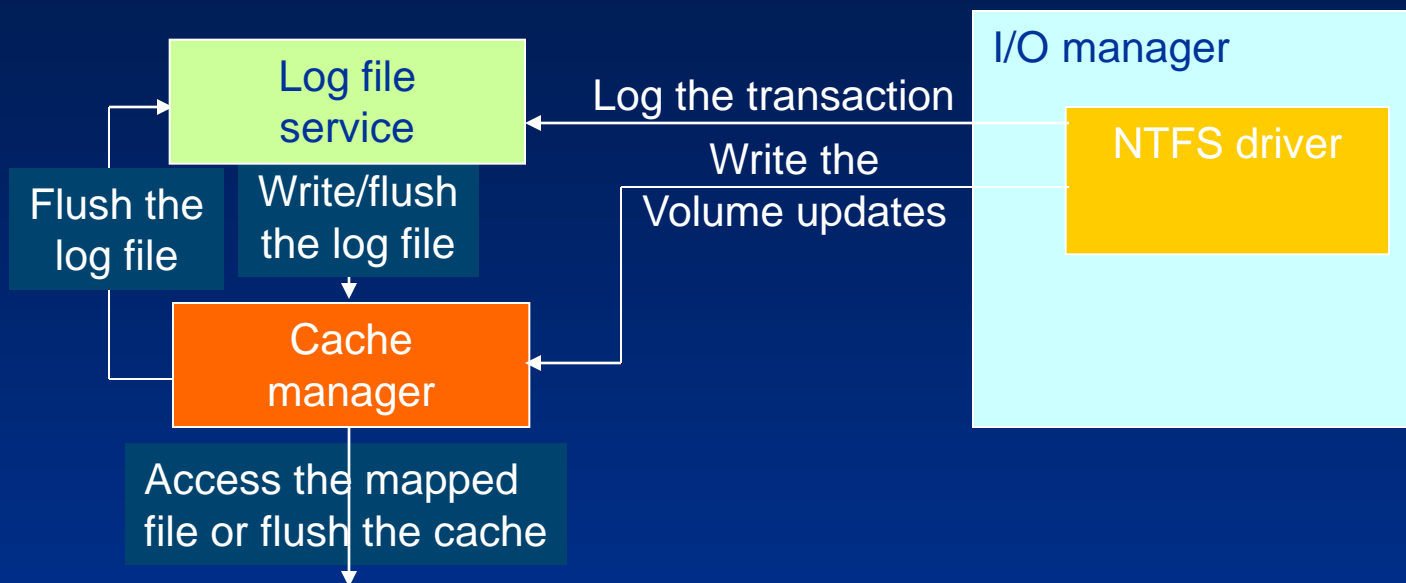 I/O manager
Log file
service
Log the transaction
NTFS driver
Write the
Volume updates
Flush the
log file
Write/flush
the log file
Cache
manager
Access the mapped
file or flush the cache